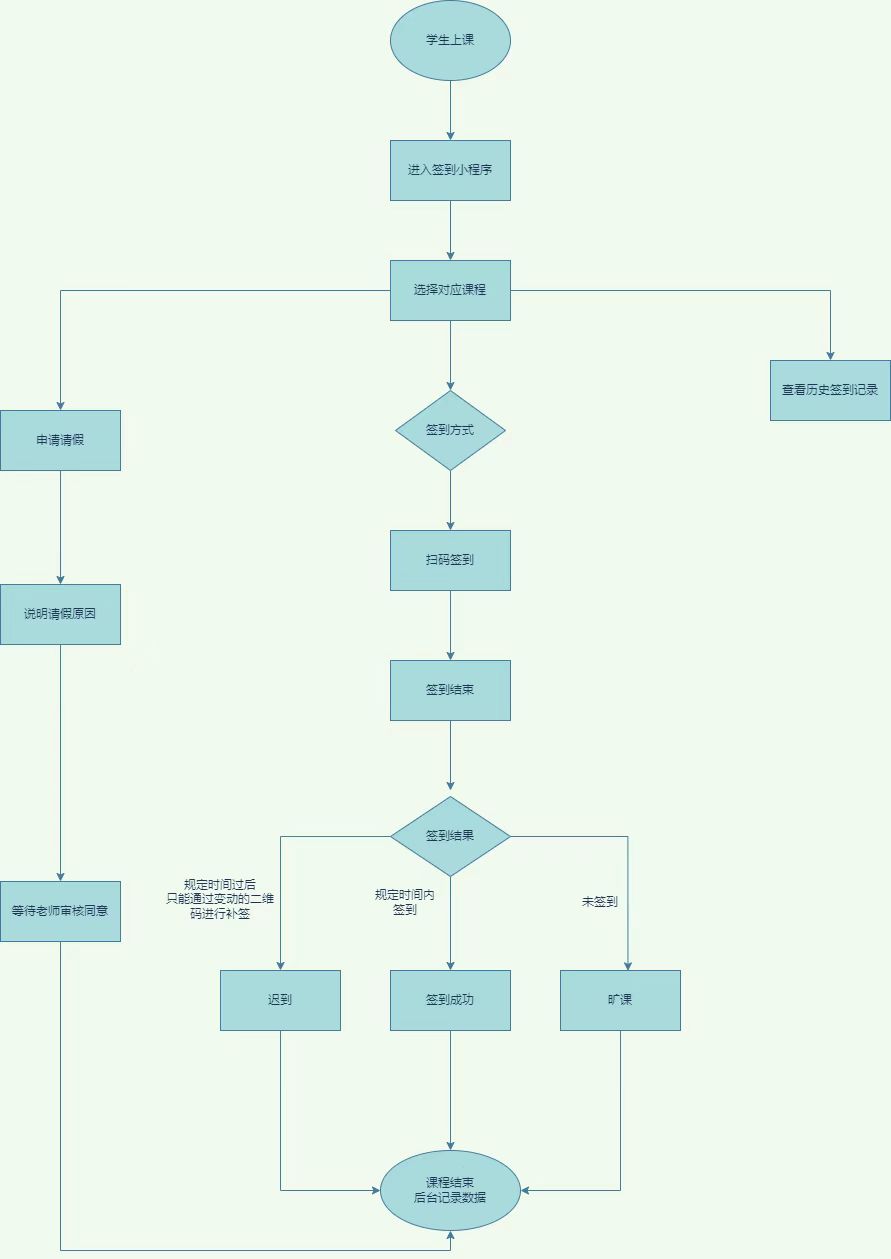 学生上课
进入签到小程序
选择对应课程
查看历史签到记录
签到方式
申请请假
扫码签到
说明请假原因
签到结束
签到结果
规定时间过后
只能通过变动的二维
码进行补签
规定时间内
签到
未签到
等待老师审核同意
迟到
签到成功
旷课
课程结束
后台记录数据